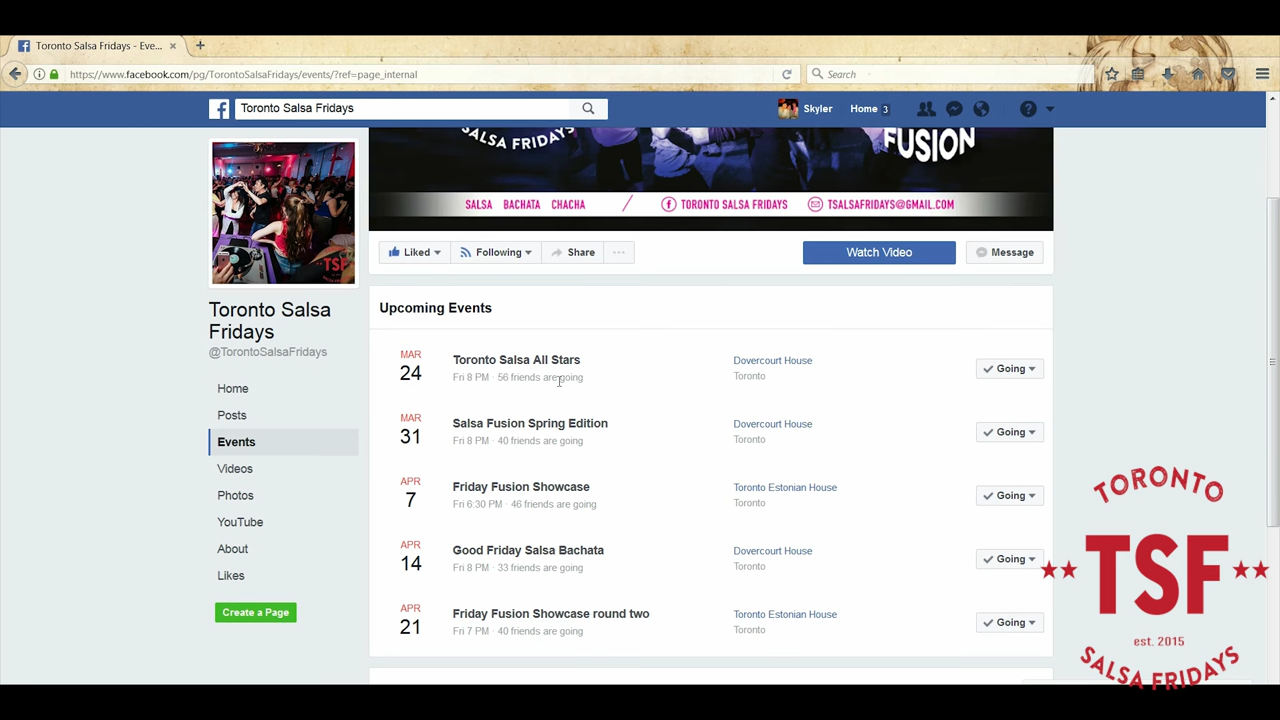 Toronto Salsa Fridays - Eve...
https://www.facebook.com/pg/TorontoSalsaFridays/events/?ref=page_internal
Search
Toronto Salsa Fridays
Skyler
Home 3
SALSA FRIDAYS
FUSION
SALSA BACHATA CHACHA / TORONTO SALSA FRIDAYS TSALSAFRIDAYS@GMAIL.COM
TSF
Liked
Following
Share
Watch Video
Message
Toronto Salsa
Fridays
@TorontoSalsaFridays
Home
Posts
Events
Videos
Photos
YouTube
About
Likes
Create a Page
Upcoming Events
MAR
24
Toronto Salsa All Stars
Fri 8 PM · 56 friends are going
Dovercourt House
Toronto
Going
MAR
31
Salsa Fusion Spring Edition
Fri 8 PM · 40 friends are going
Dovercourt House
Toronto
Going
APR
7
Friday Fusion Showcase
Fri 6:30 PM · 46 friends are going
Toronto Estonian House
Toronto
Going
APR
14
Good Friday Salsa Bachata
Fri 8 PM · 33 friends are going
Dovercourt House
Toronto
Going
APR
21
Friday Fusion Showcase round two
Fri 7 PM · 40 friends are going
Toronto Estonian House
Toronto
Going
TORONTO
TSF
est. 2015
SALSA FRIDAYS